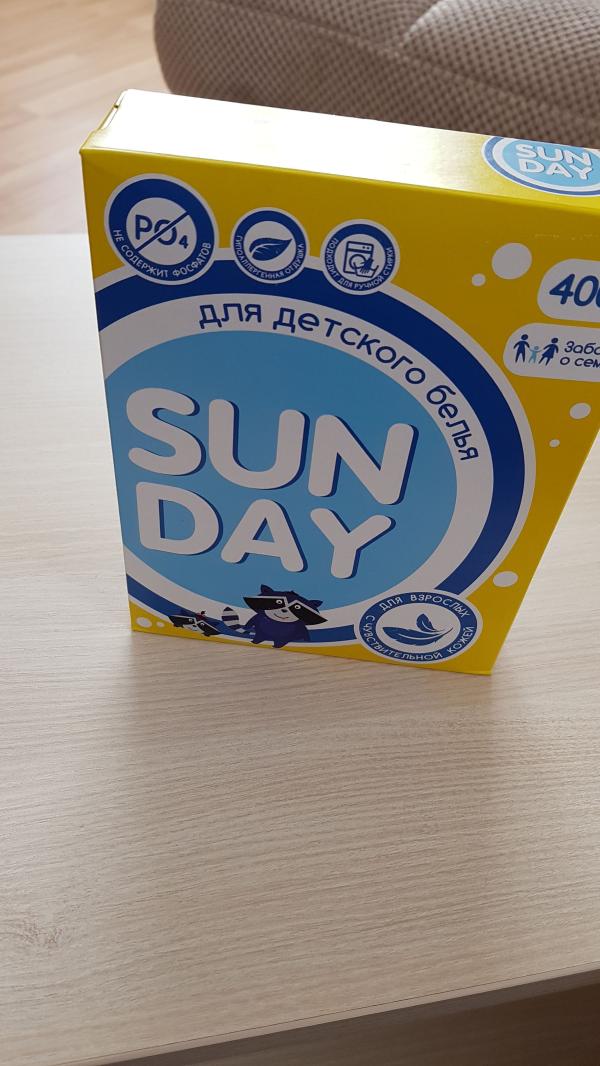 SUN
DAY
PO4
НЕ СОДЕРЖИТ ФОСФАТОВ
ГИПОАЛЛЕРГЕННАЯ ОТДУШКА
ПОДХОДИТ ДЛЯ РУЧНОЙ СТИРКИ
400
для детского белья
SUN
DAY
ДЛЯ ВЗРОСЛЫХ
С ЧУВСТВИТЕЛЬНОЙ КОЖЕЙ